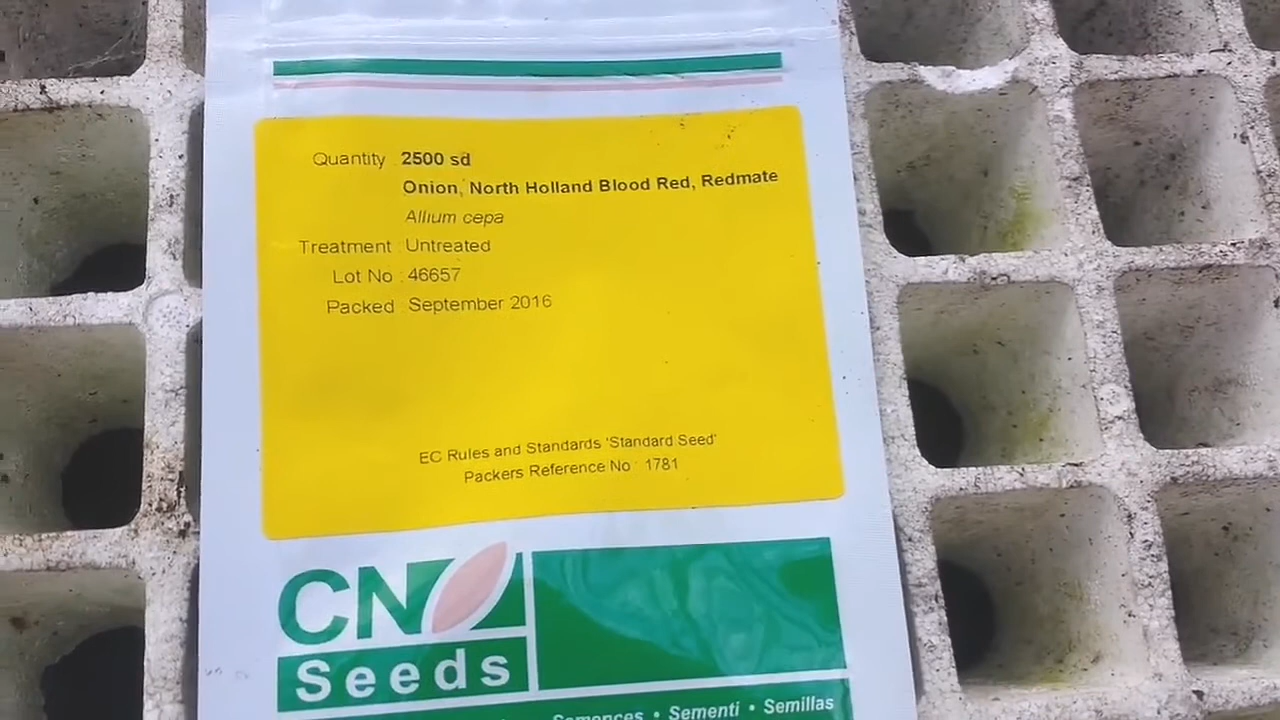 Quantity : 2500 sd
Onion, North Holland Blood Red, Redmate
Allium cepa
Treatment : Untreated
Lot No : 46657
Packed : September 2016
EC Rules and Standards 'Standard Seed'
Packers Reference No : 1781
CN
Seeds
Semences • Sementi • Semillas